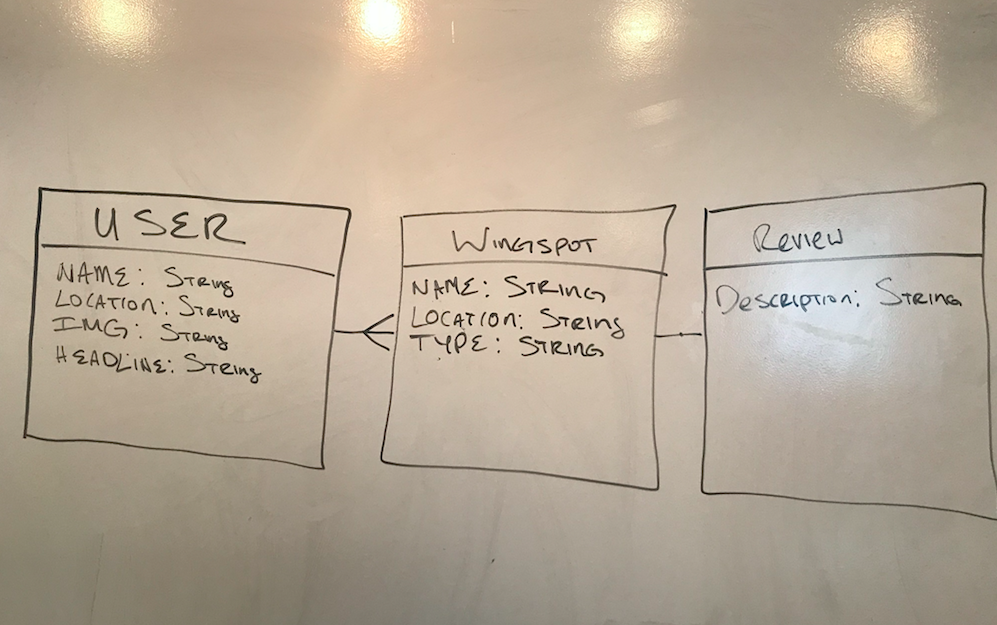 USER
NAME: STRING
LOCATION: STRING
IMG: STRING
HEADLINE: STRING
WINGSPOT
NAME: STRING
LOCATION: STRING
TYPE: STRING
Review
DESCRIPTION: STRING